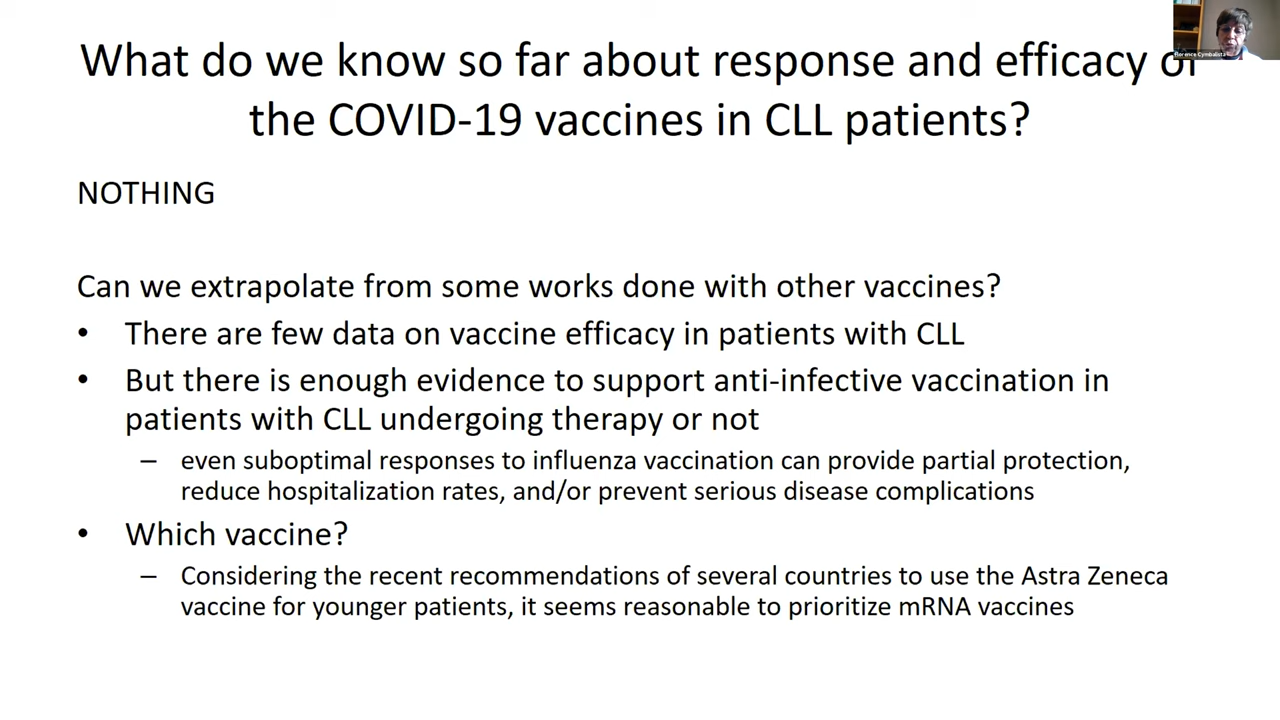 What do we know so far about response and efficacy of
the COVID-19 vaccines in CLL patients?
Florence Cymbalista
NOTHING
Can we extrapolate from some works done with other vaccines?
• There are few data on vaccine efficacy in patients with CLL
• But there is enough evidence to support anti-infective vaccination in
patients with CLL undergoing therapy or not
– even suboptimal responses to influenza vaccination can provide partial protection,
reduce hospitalization rates, and/or prevent serious disease complications
• Which vaccine?
– Considering the recent recommendations of several countries to use the Astra Zeneca
vaccine for younger patients, it seems reasonable to prioritize mRNA vaccines